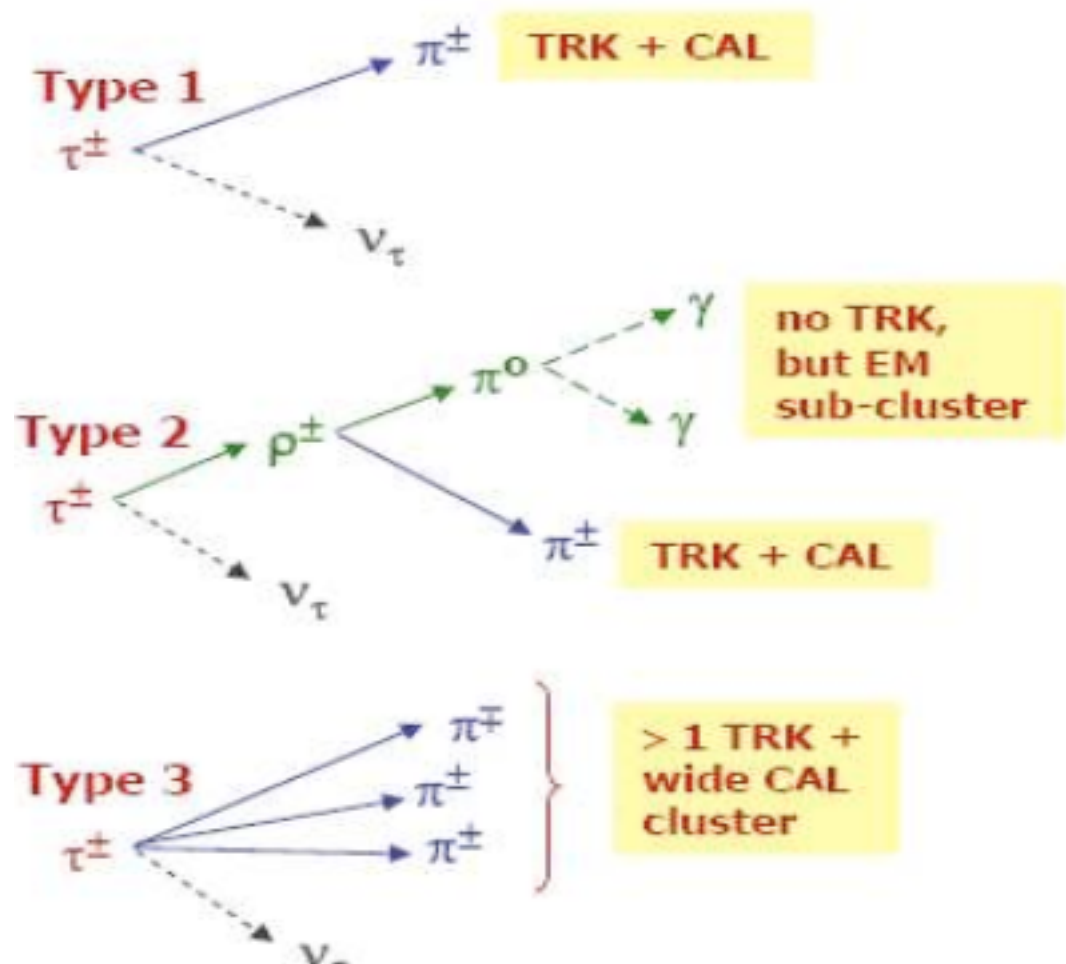 π±
TRK + CAL
Type 1
τ±
ντ
γ
no TRK,
but EM
sub-cluster
πo
γ
Type 2
ρ±
τ±
π±
TRK + CAL
ντ
π∓
> 1 TRK +
wide CAL
cluster
Type 3
π±
τ±
π±
ν